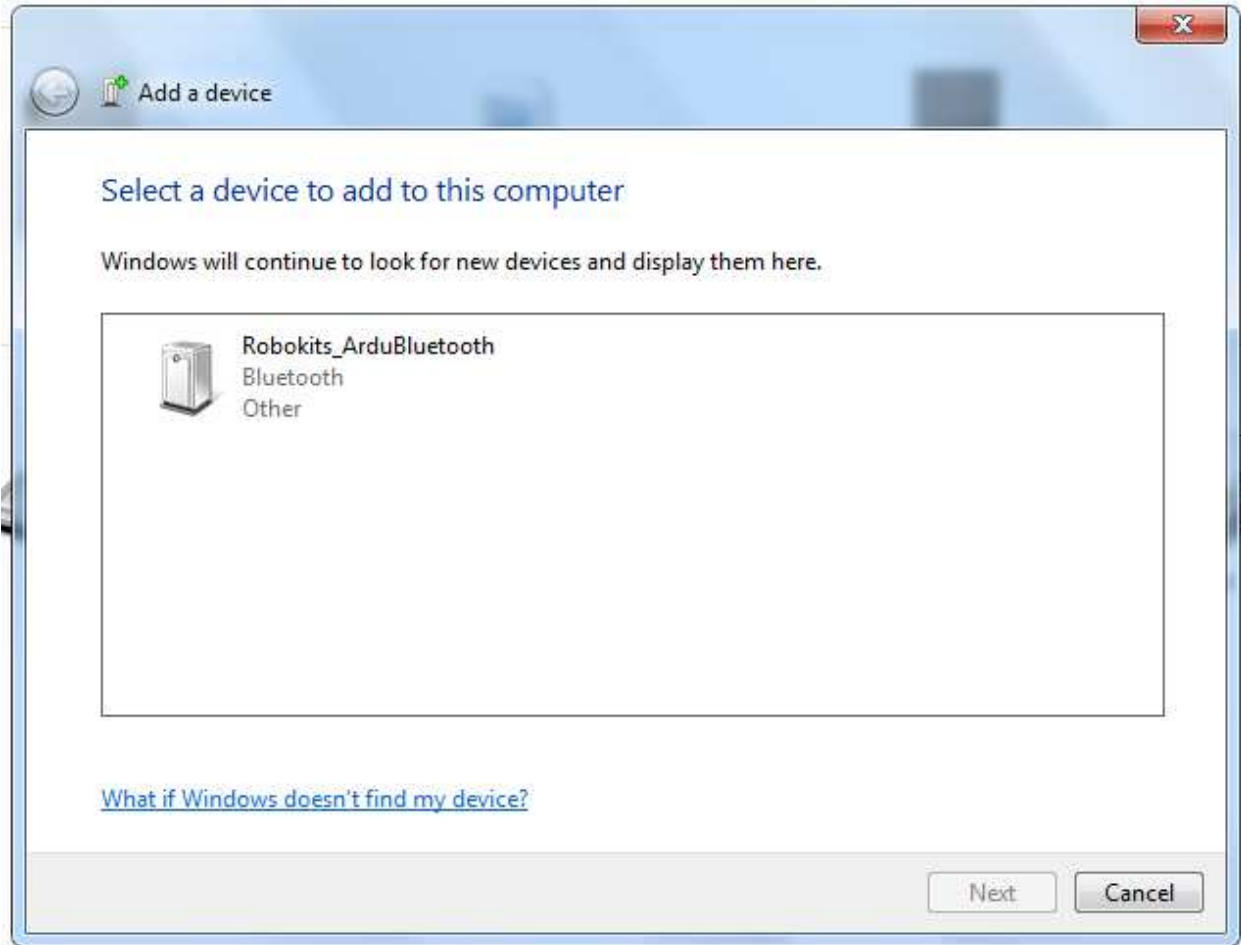 Add a device
Select a device to add to this computer
Windows will continue to look for new devices and display them here.
Robokits_ArduBluetooth
Bluetooth
Other
What if Windows doesn't find my device?
Next
Cancel